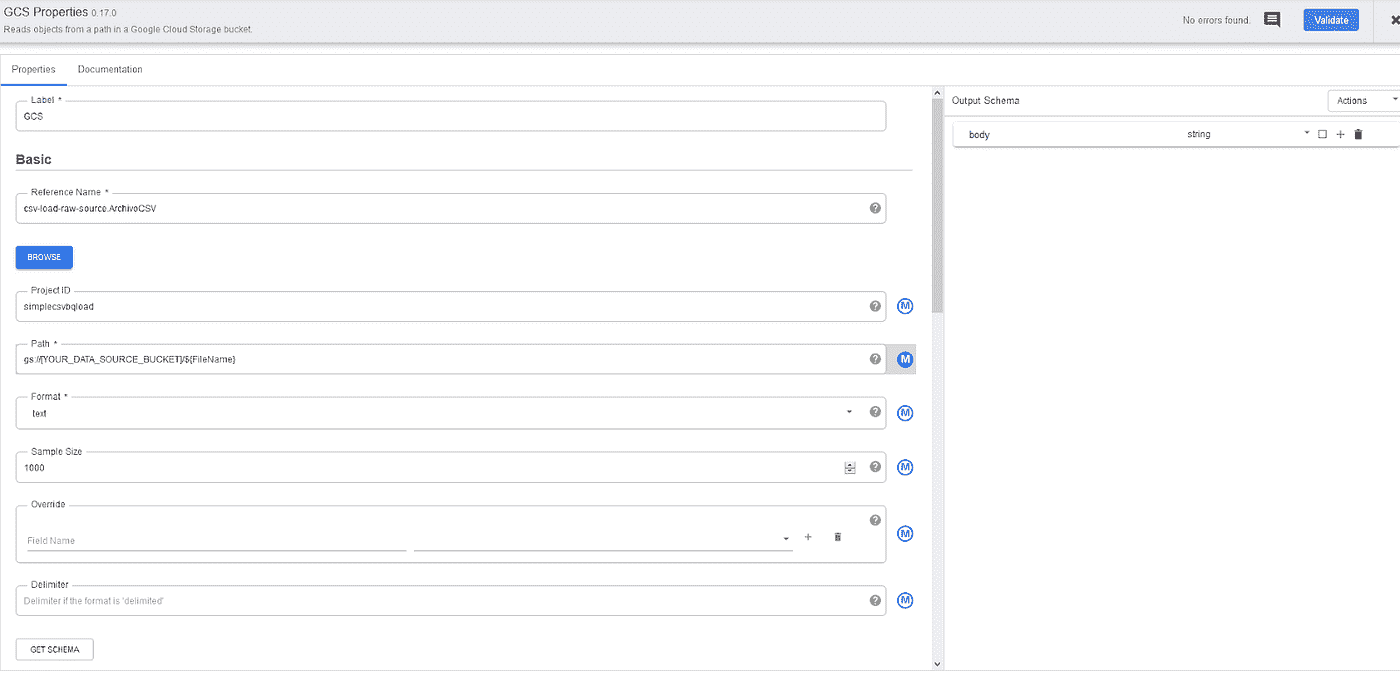 GCS Properties 0.17.0
Reads objects from a path in a Google Cloud Storage bucket.
No errors found.
Validate
Properties
Documentation
Label *
GCS
Basic
Reference Name *
csv-load-raw-source.ArchivoCSV
BROWSE
Project ID
simplecsvbqload
M
Path *
gs://[YOUR_DATA_SOURCE_BUCKET]/${FileName}
M
Format *
text
M
Sample Size
1000
M
Override
Field Name
M
Delimiter
Delimiter if the format is 'delimited'
M
GET SCHEMA
Output Schema
Actions
body
string